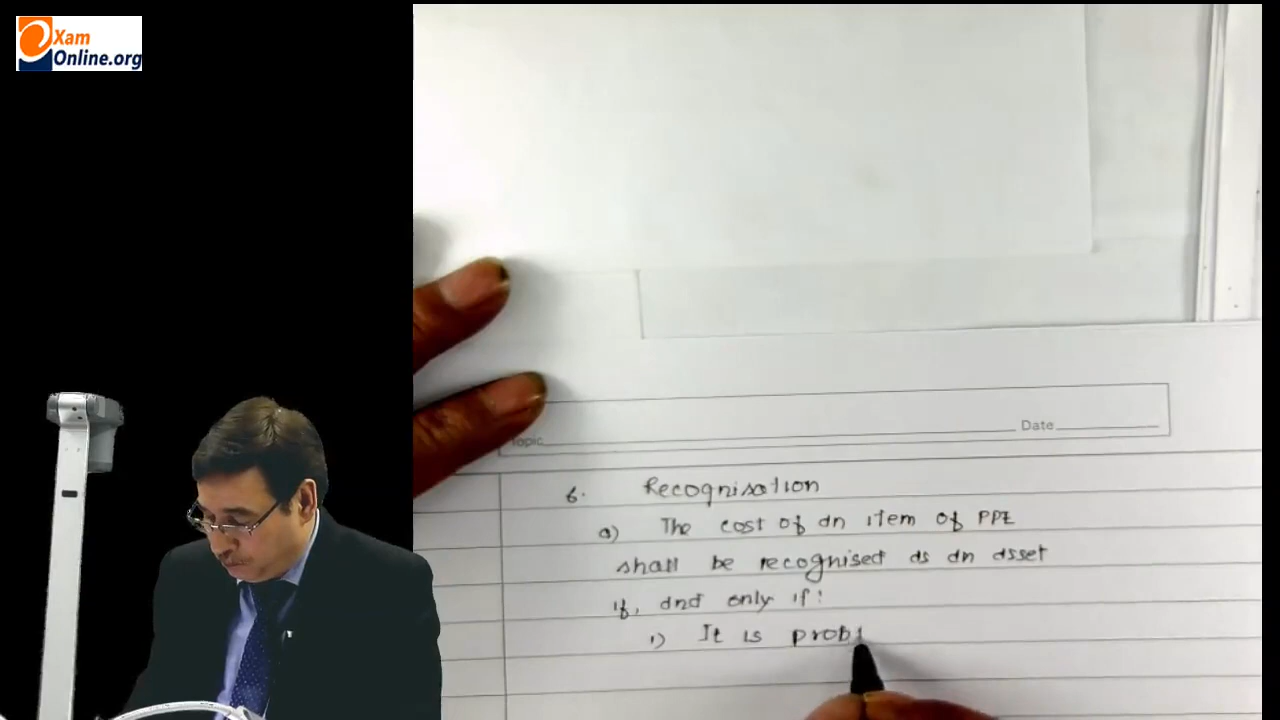 Xam
Online.org
Topic
Date
6. Recognisation
a) The cost of an item of PPE
shall be recognised as an asset
if, and only if:
1) It is prob